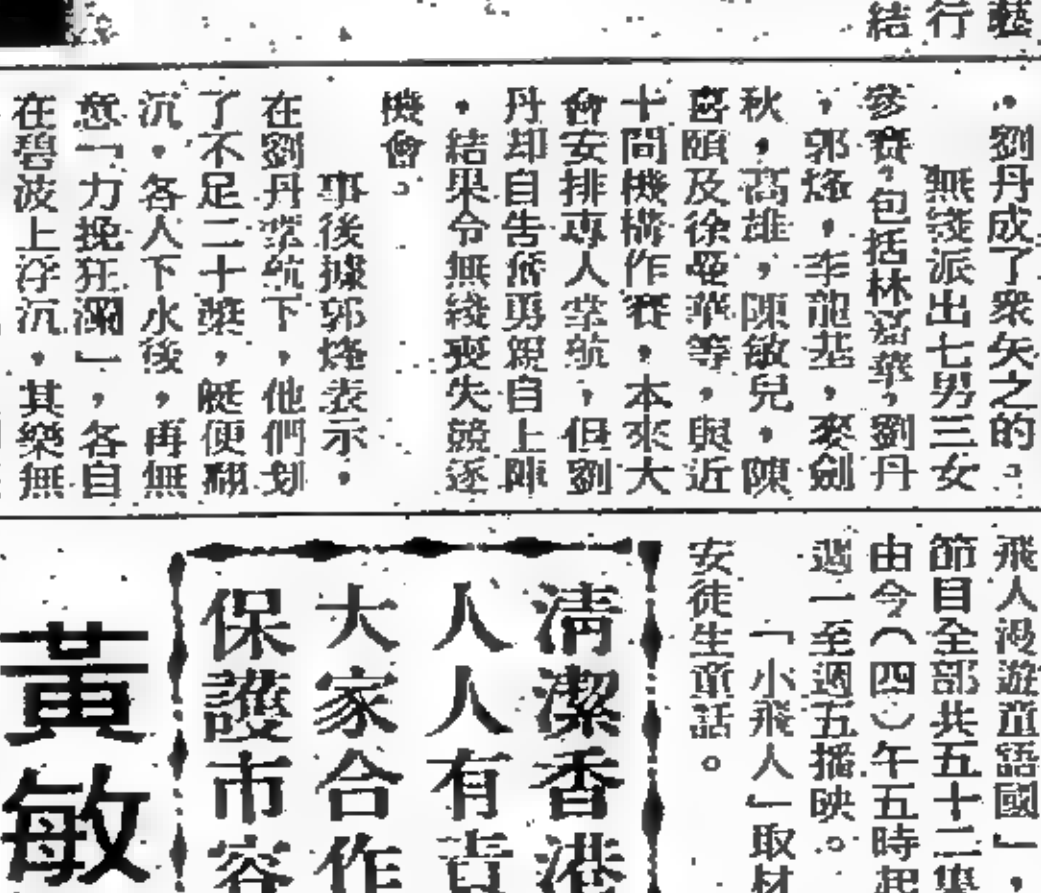 藝
行
結
。劉丹成了衆矢之的。
無綫派出七男三女
參賽,包括林嘉華,劉丹
,郭烽,李龍基,麥劍
秋,高雄,陳敏兒,陳
喜頤及徐曼華等,與近
十間機構作賽,本來大
會安排專人掌航,但劉
丹却自告奮勇親自上陣
,結果令無綫喪失競逐
機會。
事後據郭烽表示,
在劉丹掌航下,他們划
了不足二十槳,艇便翻
沉,各人下水後,再無
意「力挽狂瀾」,各自
在碧波上浮沉,其樂無
飛人漫遊童話國」,
節目全部共五十二集
由今(四)午五時起
週一至週五播映。
「小飛人」取材
安徒生童話。
清潔香港
人人有責
大家合作
保護市容
黃敏